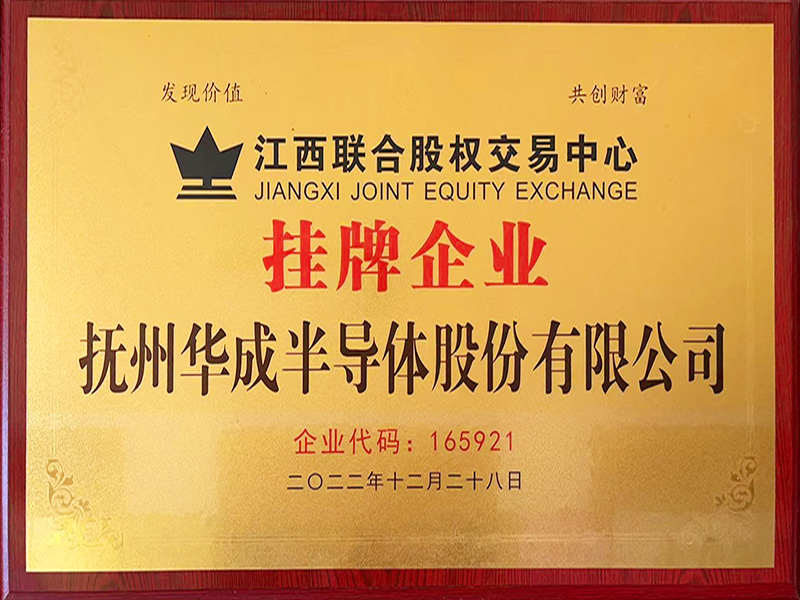 发现价值 共创财富
江西联合股权交易中心
JIANGXI JOINT EQUITY EXCHANGE
挂牌企业
抚州华成半导体股份有限公司
企业代码：165921
二〇二二年十二月二十八日